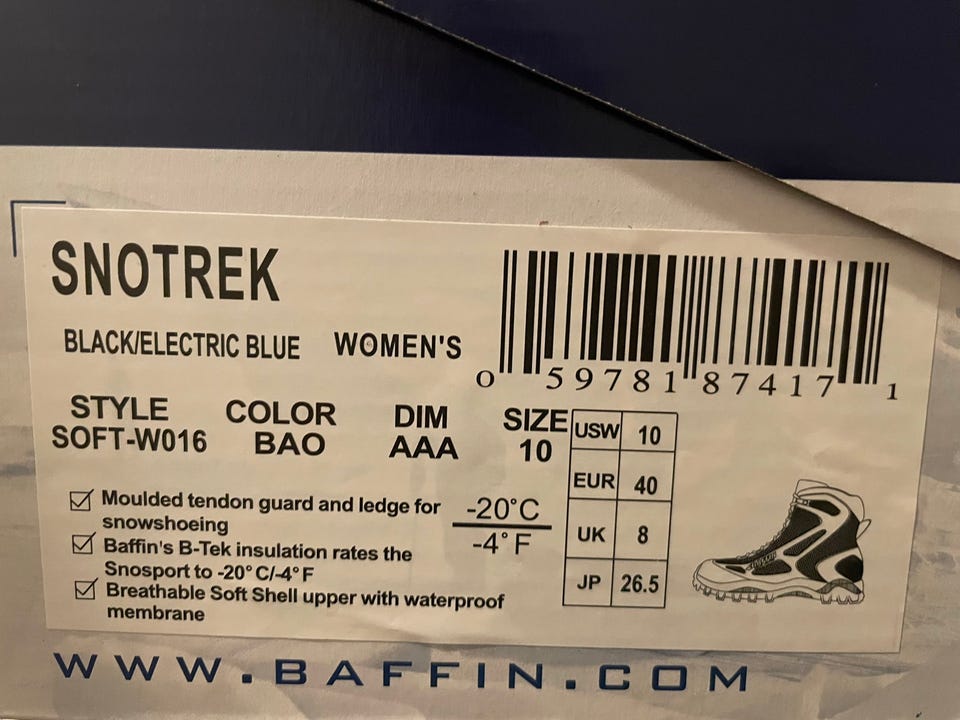 SNOTREK
BLACK/ELECTRIC BLUE WOMEN'S
0 59781 87417 1
STYLE COLOR DIM SIZE
SOFT-W016 BAO AAA 10
USW 10
EUR 40
UK 8
JP 26.5
Moulded tendon guard and ledge for
snowshoeing
Baffin's B-Tek insulation rates the
Snosport to -20°C/-4°F
Breathable Soft Shell upper with waterproof
membrane
-20°C
-4°F
WWW.BAFFIN.COM